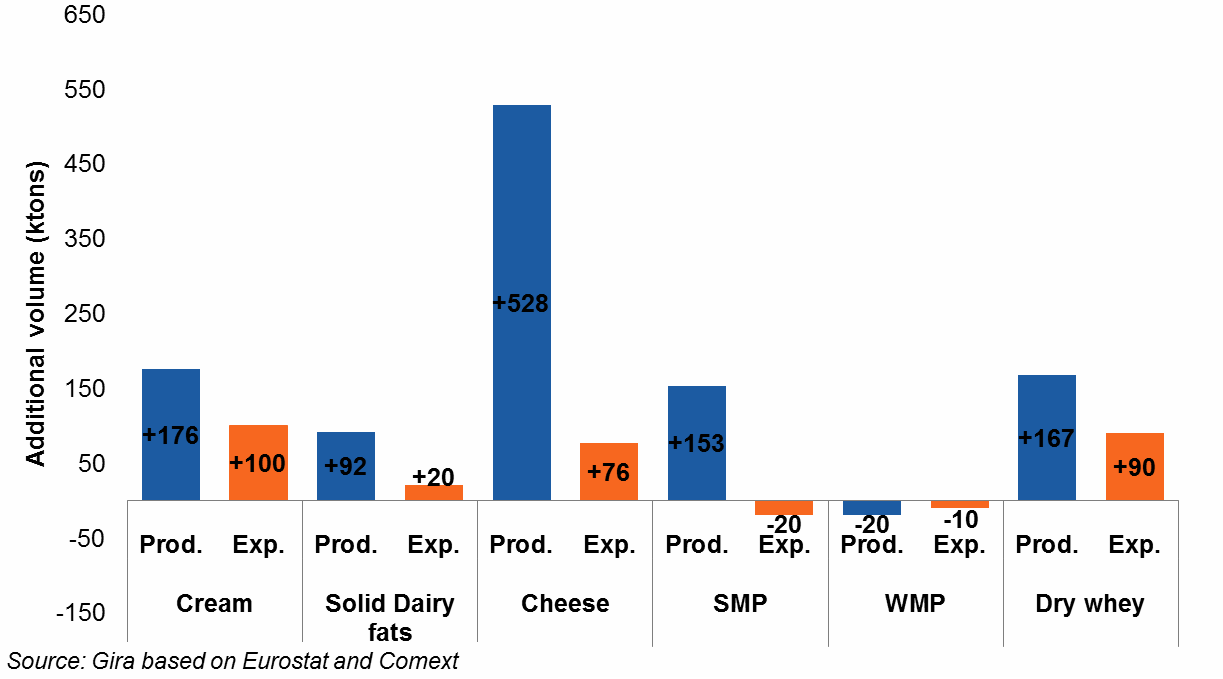 650
550
450
350
250
150
50
-50
-150
Additional volume (ktons)
+176
+100
+92
+20
+528
+76
+153
-20
-20
-10
+167
+90
Prod. Exp. Prod. Exp. Prod. Exp. Prod. Exp. Prod. Exp. Prod. Exp.
Cream
Solid Dairy
fats
Cheese
SMP
WMP
Dry whey
Source: Gira based on Eurostat and Comext